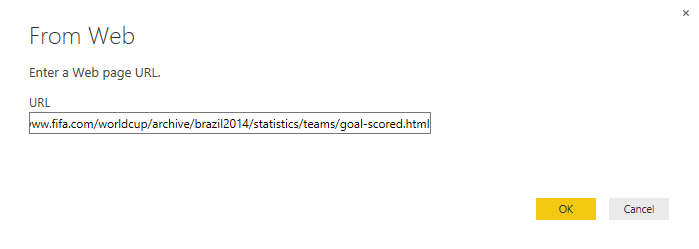 From Web
Enter a Web page URL.
URL
www.fifa.com/worldcup/archive/brazil2014/statistics/teams/goal-scored.html
OK
Cancel